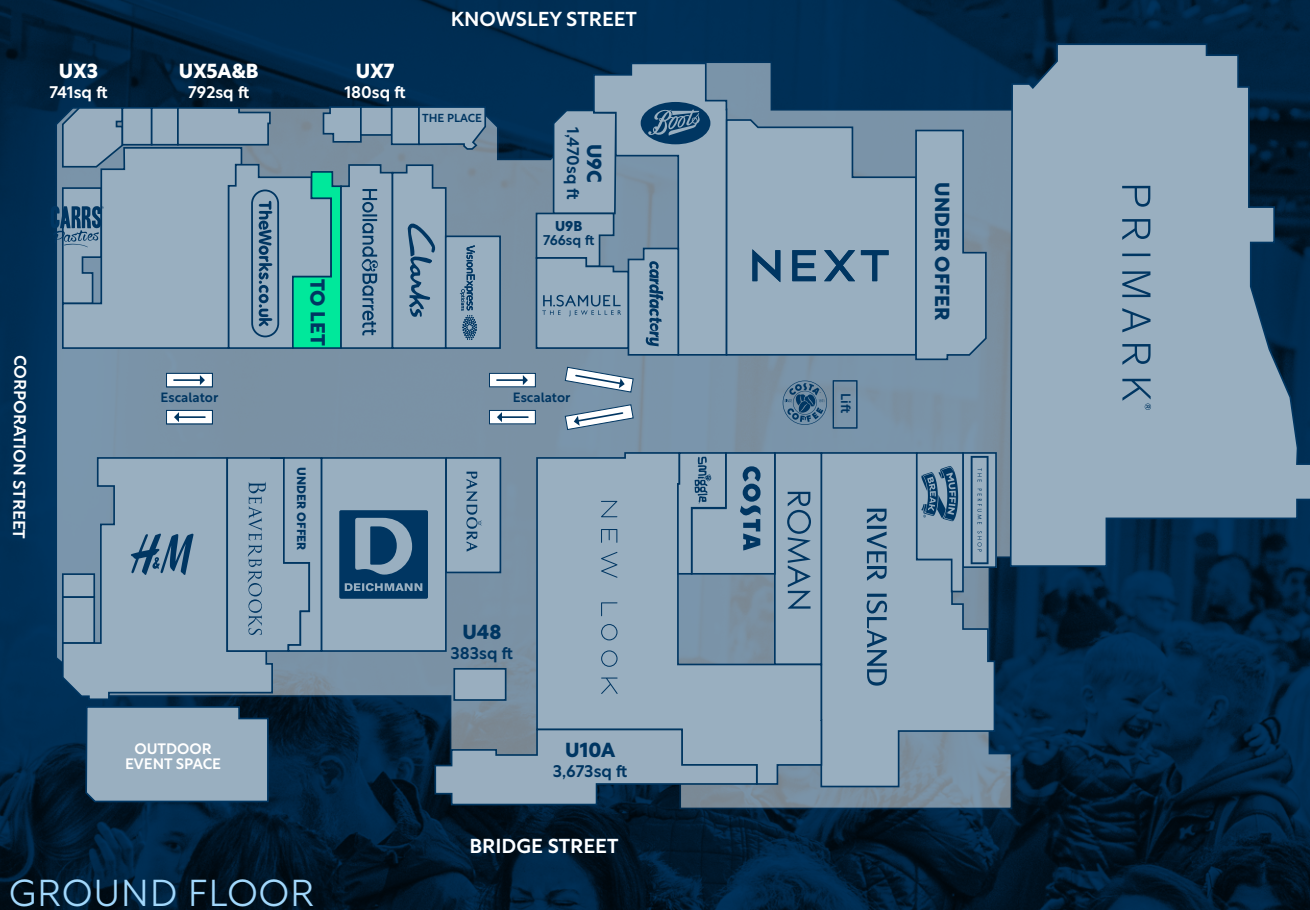 KNOWSLEY STREET
UX3
741sq ft
UX5A&B
792sq ft
UX7
180sq ft
THE PLACE
Boots
U9C
1,470sq ft
U9B
766sq ft
CARRS
Pasties
TheWorks.co.uk
TO LET
Holland&Barrett
Clarks
VisionExpress
Opticians
H.SAMUEL
THE JEWELLER
cardfactory
NEXT
UNDER OFFER
PRIMARK®
CORPORATION STREET
Escalator
Escalator
COSTA
COFFEE
Lift
H&M
BEAVERBROOKS
UNDER OFFER
D
DEICHMANN
PANDÖRA
NEW LOOK
Smiggle
COSTA
ROMAN
RIVER ISLAND
MUFFIN
BREAK
THE PERFUME SHOP
U48
383sq ft
OUTDOOR
EVENT SPACE
U10A
3,673sq ft
BRIDGE STREET
GROUND FLOOR